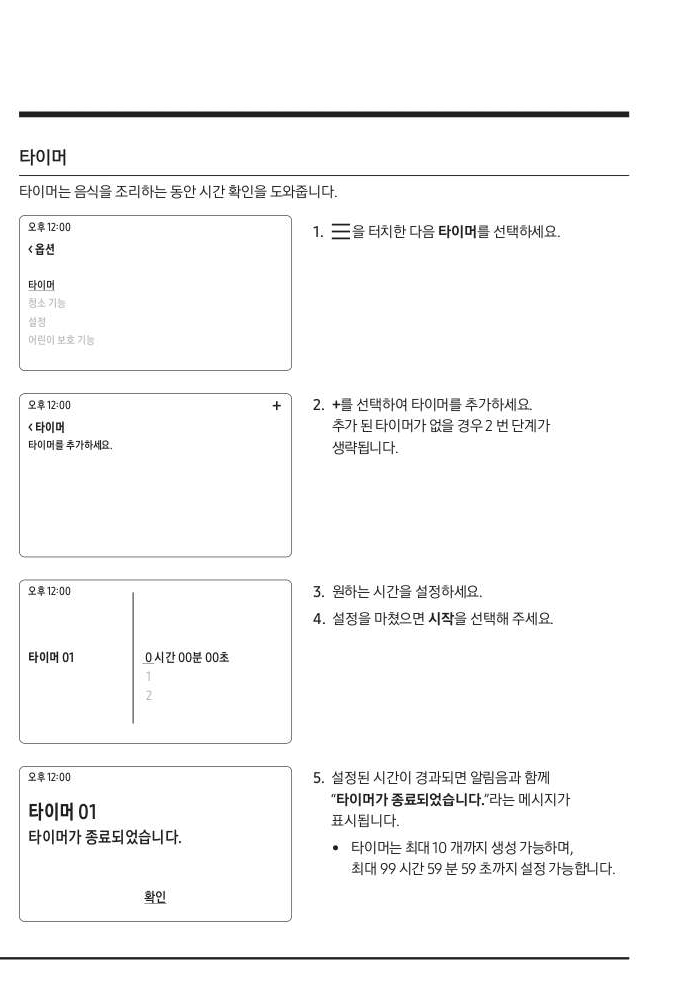 타이머
타이머는 음식을 조리하는 동안 시간 확인을 도와줍니다.
오후 12:00
< 옵션
타이머
청소 기능
설정
어린이 보호 기능
1. ☰을 터치한 다음 타이머를 선택하세요.
오후 12:00 +
< 타이머
타이머를 추가하세요.
2. +를 선택하여 타이머를 추가하세요.
추가 된 타이머가 없을 경우 2 번 단계가
생략됩니다.
오후 12:00
타이머 01
0 시간 00분 00초
1
2
3. 원하는 시간을 설정하세요.
4. 설정을 마쳤으면 시작을 선택해 주세요.
오후 12:00
타이머 01
타이머가 종료되었습니다.
확인
5. 설정된 시간이 경과되면 알림음과 함께
“타이머가 종료되었습니다.”라는 메시지가
표시됩니다.
• 타이머는 최대 10 개까지 생성 가능하며,
최대 99 시간 59 분 59 초까지 설정 가능합니다.